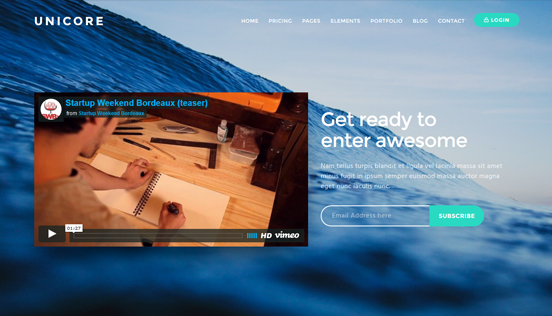 UNICORE
HOME PRICING PAGES ELEMENTS PORTFOLIO BLOG CONTACT LOGIN
Startup Weekend Bordeaux (teaser)
from Startup Weekend Bordeaux
Get ready to
enter awesome
Nam tellus turpis blandit et ligula vel lacinia massa sit amet
mollis fugit in ipsum semper euismod massa auctor magna
eget nunc iaculis nunc.
Email Address here
SUBSCRIBE
01:27
HD vimeo